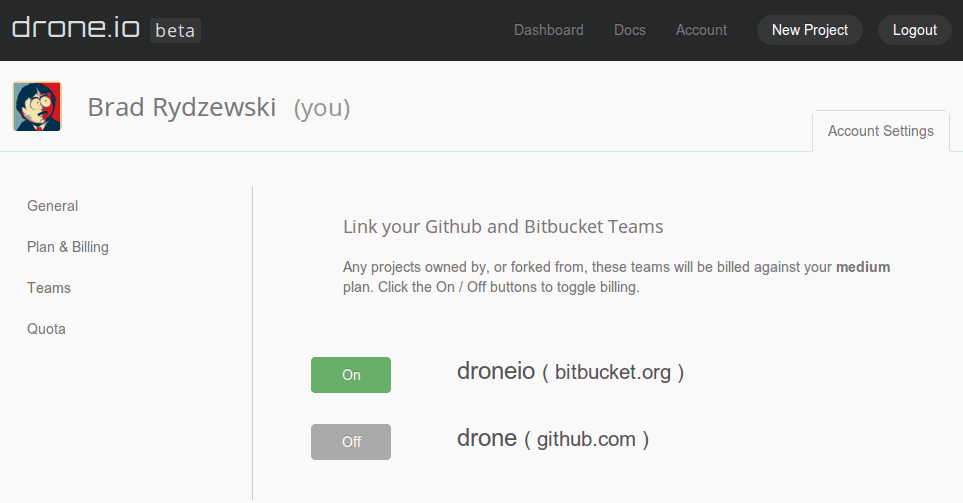 drone.io beta
Dashboard
Docs
Account
New Project
Logout
Brad Rydzewski (you)
Account Settings
General
Plan & Billing
Teams
Quota
Link your Github and Bitbucket Teams
Any projects owned by, or forked from, these teams will be billed against your medium
plan. Click the On / Off buttons to toggle billing.
On
droneio ( bitbucket.org )
Off
drone ( github.com )